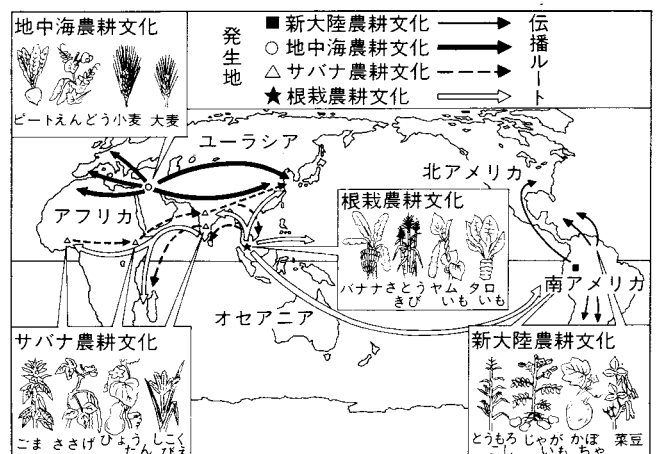 地中海農耕文化
ビートえんどう小麦 大麦
発生地
■新大陸農耕文化
○地中海農耕文化
△サバナ農耕文化
★根栽農耕文化
伝播ルート
ユーラシア
北アメリカ
アフリカ
根栽農耕文化
バナナ さとうきび ヤムいも タロいも
南アメリカ
オセアニア
サバナ農耕文化
ごま ささげ ひょうたん しこくびえ
新大陸農耕文化
とうもろこし じゃがいも かぼちゃ 菜豆